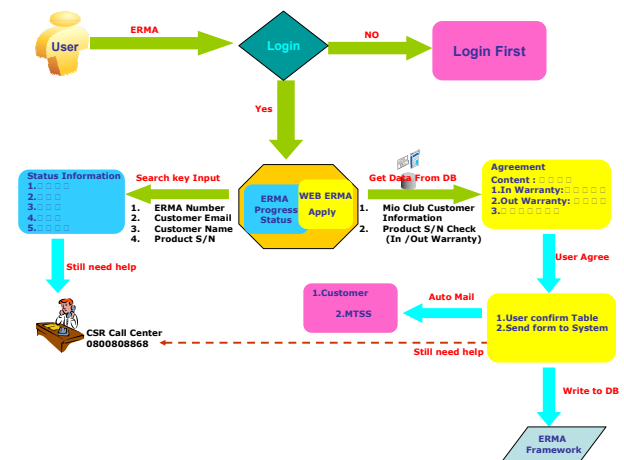 ERMA
User
Login
NO
Login First
Yes
Search key Input
Get Data From DB
Status Information
1.□ □ □ □
2.□ □ □
3.□ □ □
4.□ □ □
5.□ □ □ □
1. ERMA Number
2. Customer Email
3. Customer Name
4. Product S/N
ERMA
Progress
Status
WEB ERMA
Apply
1. Mio Club Customer
Information
2. Product S/N Check
(In /Out Warranty)
Agreement
Content : □ □ □ □
1.In Warranty:□ □ □ □ □
2.Out Warranty:□ □ □ □
3.□ □ □ □ □ □ □
Still need help
User Agree
1.Customer
2.MTSS
Auto Mail
1.User confirm Table
2.Send form to System
CSR Call Center
0800808868
Still need help
Write to DB
ERMA
Framework